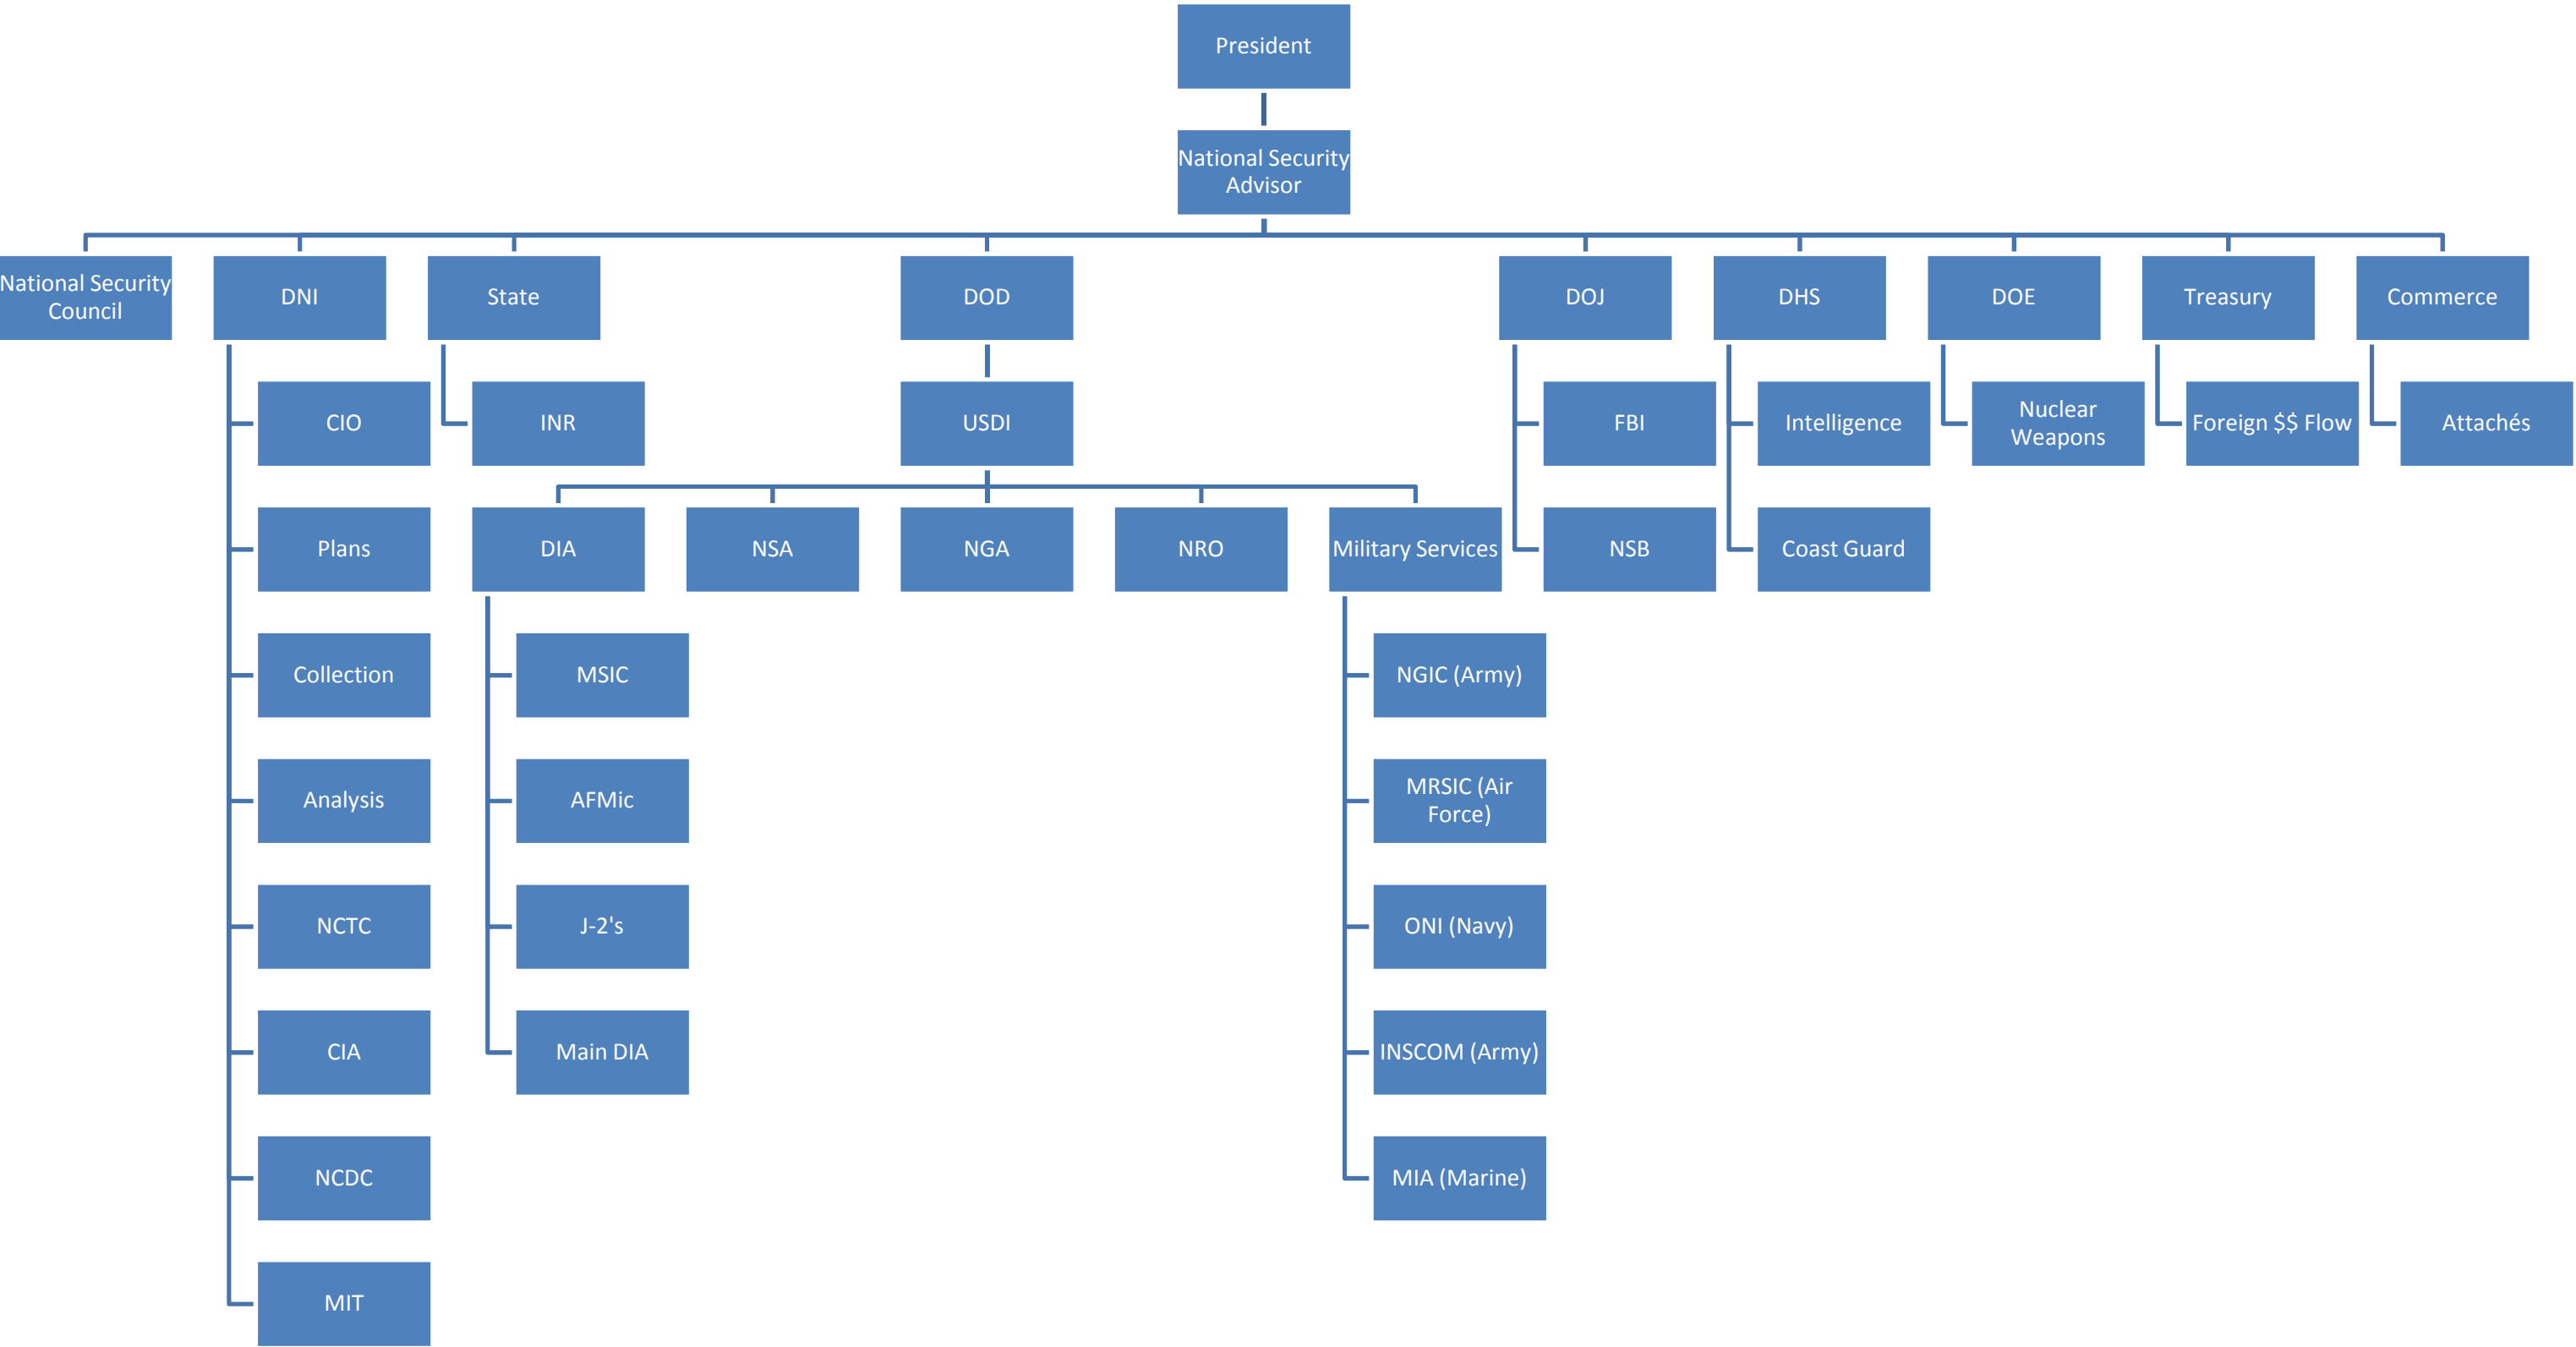 President
National Security
Advisor
National Security
Council
DNI
State
DOD
DOJ
DHS
DOE
Treasury
Commerce
CIO
INR
USDI
FBI
Intelligence
Nuclear
Weapons
Foreign $$ Flow
Attachés
Plans
DIA
NSA
NGA
NRO
Military Services
NSB
Coast Guard
Collection
MSIC
NGIC (Army)
Analysis
AFMic
MRSIC (Air
Force)
NCTC
J-2's
ONI (Navy)
CIA
Main DIA
INSCOM (Army)
NCDC
MIA (Marine)
MIT